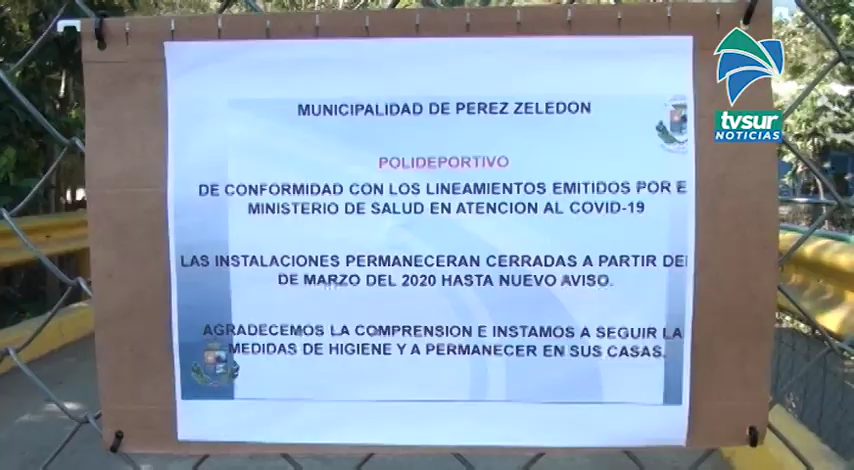 tvsur
NOTICIAS
MUNICIPALIDAD DE PEREZ ZELEDON
POLIDEPORTIVO
DE CONFORMIDAD CON LOS LINEAMIENTOS EMITIDOS POR E
MINISTERIO DE SALUD EN ATENCION AL COVID-19
LAS INSTALACIONES PERMANECERAN CERRADAS A PARTIR DE
DE MARZO DEL 2020 HASTA NUEVO AVISO.
AGRADECEMOS LA COMPRENSION E INSTAMOS A SEGUIR LA
MEDIDAS DE HIGIENE Y A PERMANECER EN SUS CASAS.